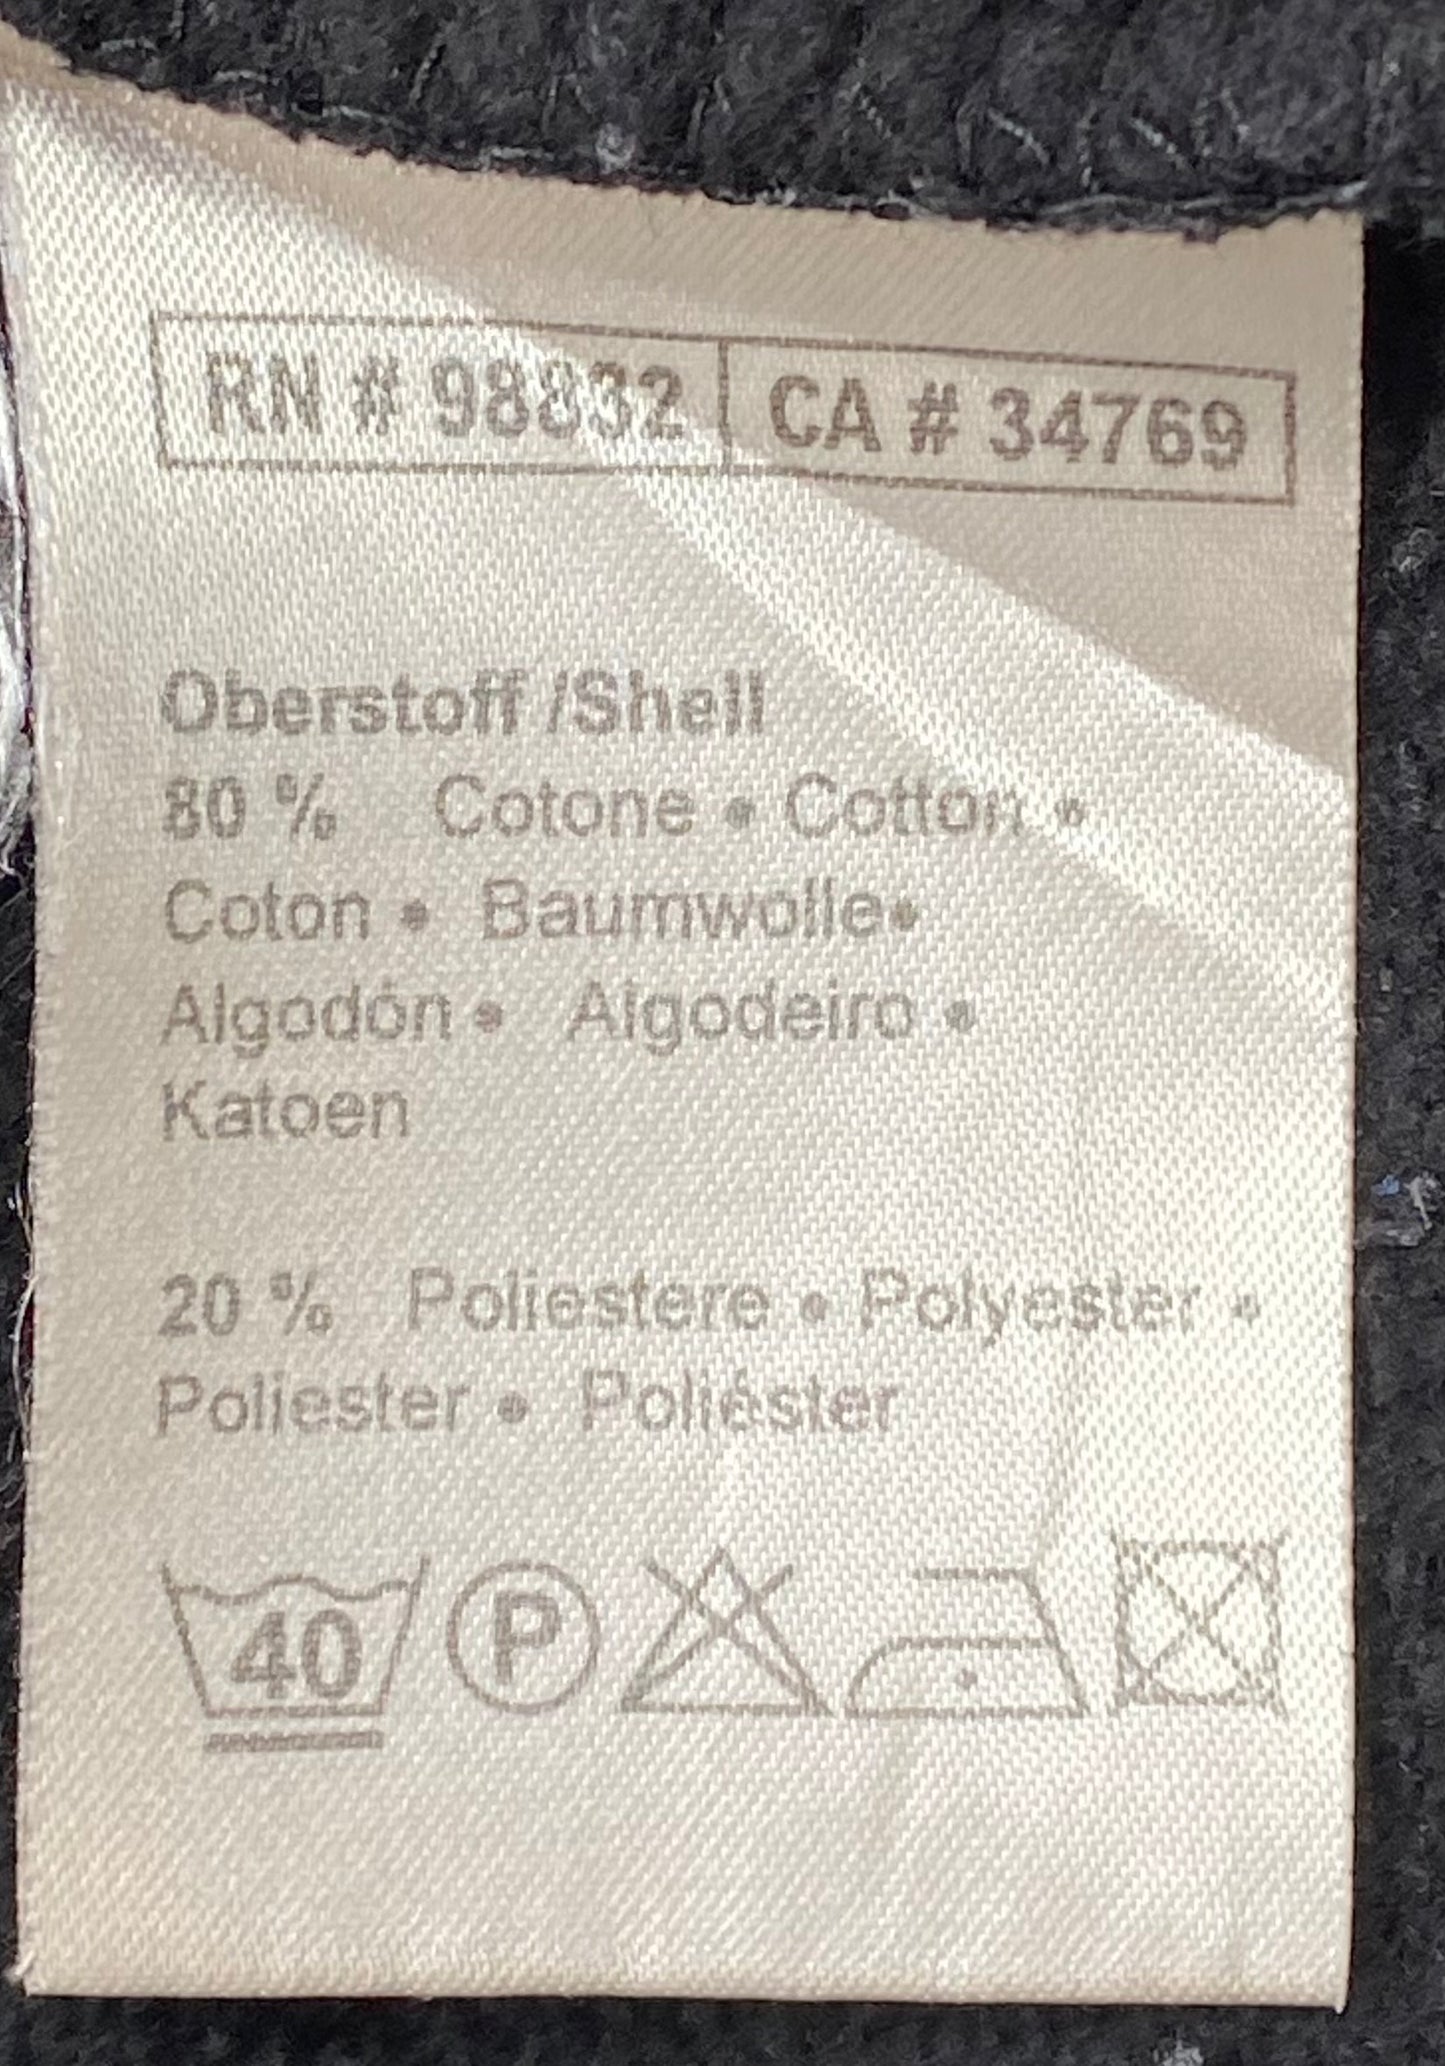 RN # 98832 CA # 34769
Oberstoff /Shell
80 % Cotone • Cotton •
Coton • Baumwolle•
Algodón • Algodeiro •
Katoen
20 % Poliestere • Polyester •
Poliester • Poliéster
40 P